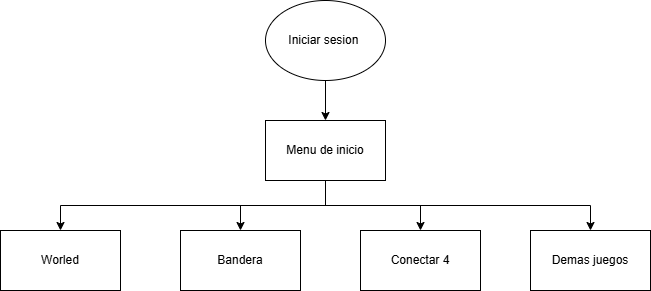 Iniciar sesion
Menu de inicio
Worled
Bandera
Conectar 4
Demas juegos